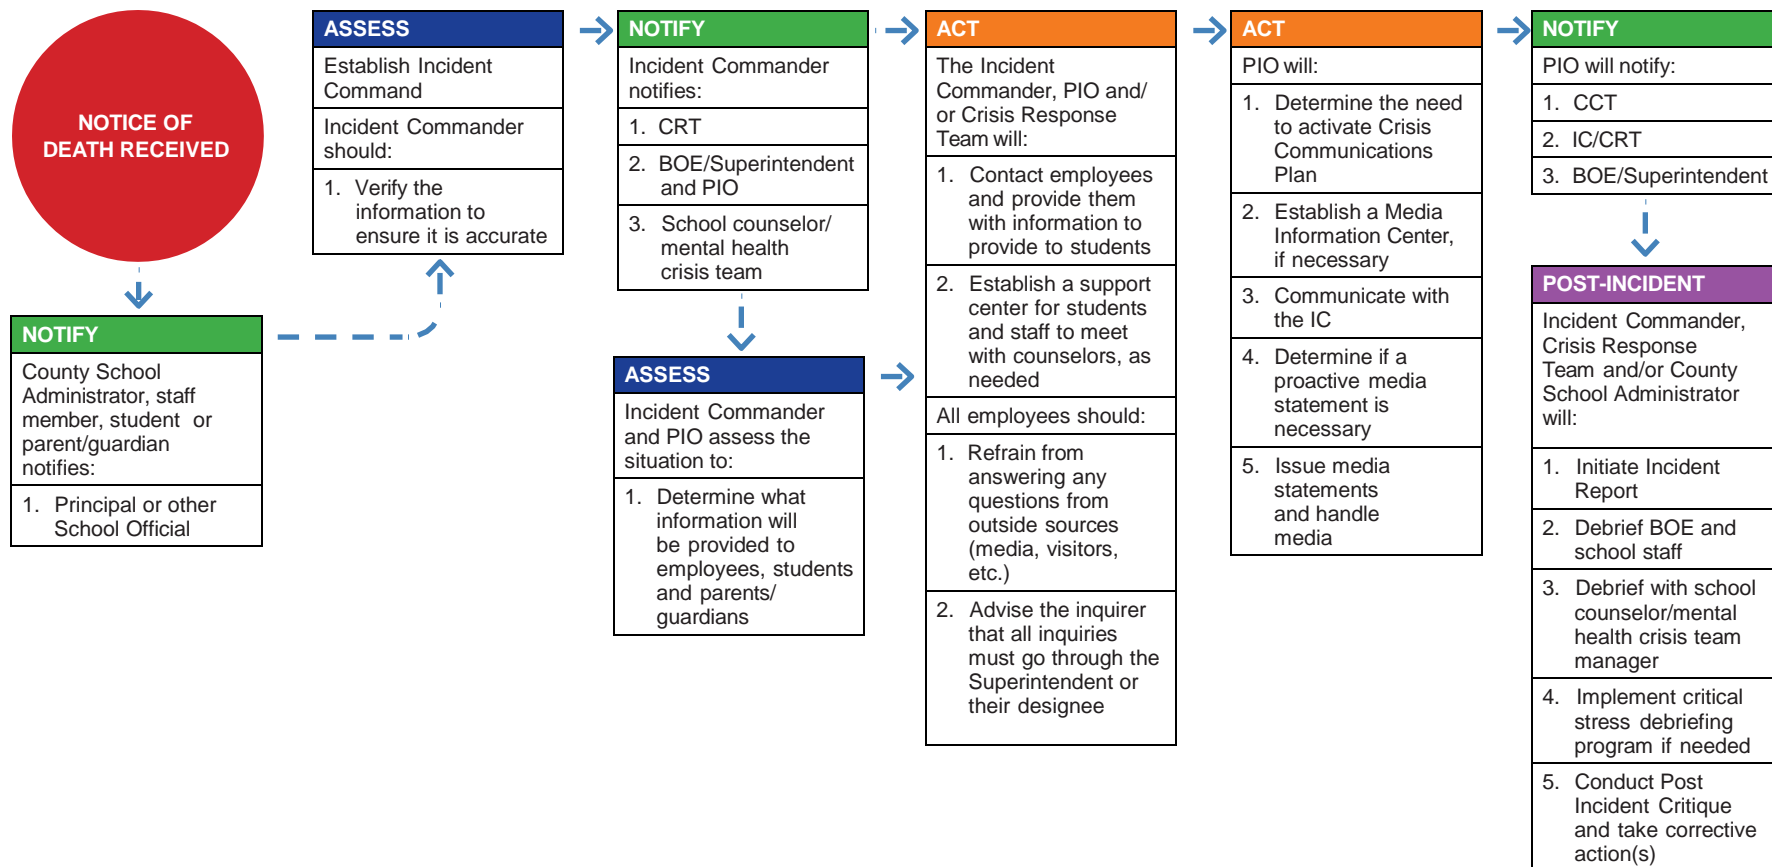 NOTICE OF
DEATH RECEIVED
NOTIFY
County School
Administrator, staff
member, student or
parent/guardian
notifies:
1. Principal or other
School Official
ASSESS
Establish Incident
Command
Incident Commander
should:
1. Verify the
information to
ensure it is accurate
NOTIFY
Incident Commander
notifies:
1. CRT
2. BOE/Superintendent
and PIO
3. School counselor/
mental health
crisis team
ASSESS
Incident Commander
and PIO assess the
situation to:
1. Determine what
information will
be provided to
employees, students
and parents/
guardians
ACT
The Incident
Commander, PIO and/
or Crisis Response
Team will:
1. Contact employees
and provide them
with information to
provide to students
2. Establish a support
center for students
and staff to meet
with counselors, as
needed
All employees should:
1. Refrain from
answering any
questions from
outside sources
(media, visitors,
etc.)
2. Advise the inquirer
that all inquiries
must go through the
Superintendent or
their designee
ACT
PIO will:
1. Determine the need
to activate Crisis
Communications
Plan
2. Establish a Media
Information Center,
if necessary
3. Communicate with
the IC
4. Determine if a
proactive media
statement is
necessary
5. Issue media
statements
and handle
media
NOTIFY
PIO will notify:
1. CCT
2. IC/CRT
3. BOE/Superintendent
POST-INCIDENT
Incident Commander,
Crisis Response
Team and/or County
School Administrator
will:
1. Initiate Incident
Report
2. Debrief BOE and
school staff
3. Debrief with school
counselor/mental
health crisis team
manager
4. Implement critical
stress debriefing
program if needed
5. Conduct Post
Incident Critique
and take corrective
action(s)